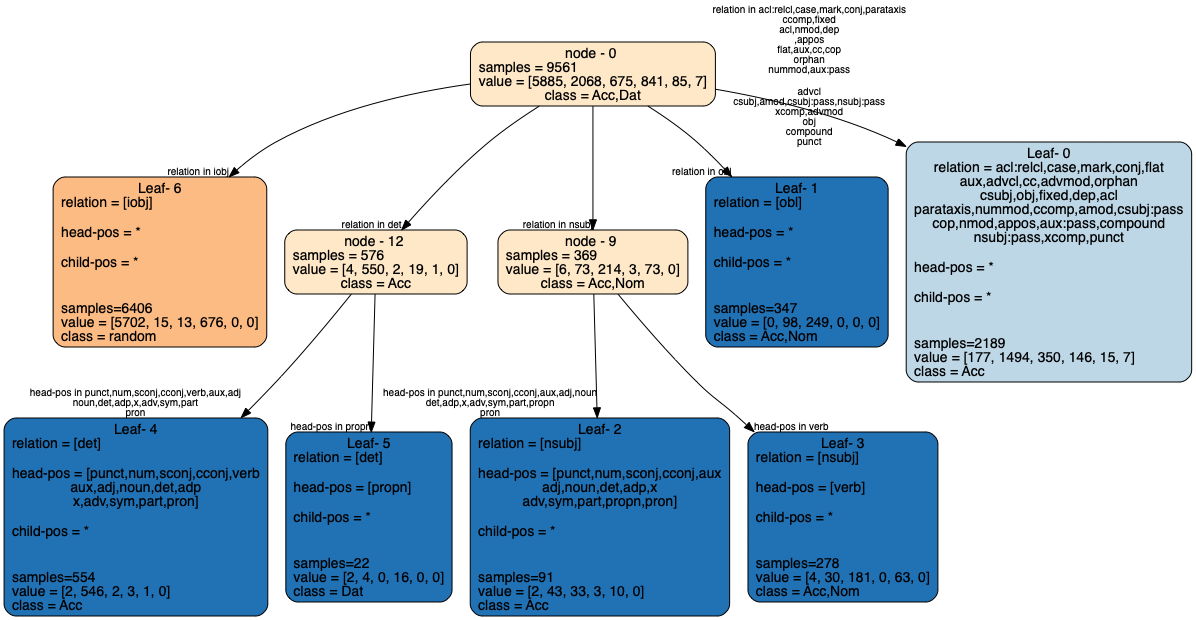 relation in acl:relcl,case,mark,conj,parataxis
ccomp,fixed
acl,nmod,dep
,appos
flat,aux,cc,cop
orphan
nummod,aux:pass
advcl
csubj,amod,csubj:pass,nsubj:pass
xcomp,advmod
obj
compound
punct
node - 0
samples = 9561
value = [5885, 2068, 675, 841, 85, 7]
class = Acc,Dat
relation in iobj
Leaf- 6
relation = [iobj]
head-pos = *
child-pos = *
samples=6406
value = [5702, 15, 13, 676, 0, 0]
class = random
relation in det
node - 12
samples = 576
value = [4, 550, 2, 19, 1, 0]
class = Acc
relation in nsubj
node - 9
samples = 369
value = [6, 73, 214, 3, 73, 0]
class = Acc,Nom
relation in obl
Leaf- 1
relation = [obl]
head-pos = *
child-pos = *
samples=347
value = [0, 98, 249, 0, 0, 0]
class = Acc,Nom
Leaf- 0
relation = acl:relcl,case,mark,conj,flat
aux,advcl,cc,advmod,orphan
csubj,obj,fixed,dep,acl
parataxis,nummod,ccomp,amod,csubj:pass
cop,nmod,appos,aux:pass,compound
nsubj:pass,xcomp,punct
head-pos = *
child-pos = *
samples=2189
value = [177, 1494, 350, 146, 15, 7]
class = Acc
head-pos in punct,num,sconj,cconj,verb,aux,adj
noun,det,adp,x,adv,sym,part
pron
Leaf- 4
relation = [det]
head-pos = [punct,num,sconj,cconj,verb
aux,adj,noun,det,adp
x,adv,sym,part,pron]
child-pos = *
samples=554
value = [2, 546, 2, 3, 1, 0]
class = Acc
head-pos in propn
Leaf- 5
relation = [det]
head-pos = [propn]
child-pos = *
samples=22
value = [2, 4, 0, 16, 0, 0]
class = Dat
head-pos in punct,num,sconj,cconj,aux,adj,noun
det,adp,x,adv,sym,part,propn
pron
Leaf- 2
relation = [nsubj]
head-pos = [punct,num,sconj,cconj,aux
adj,noun,det,adp,x
adv,sym,part,propn,pron]
child-pos = *
samples=91
value = [2, 43, 33, 3, 10, 0]
class = Acc
head-pos in verb
Leaf- 3
relation = [nsubj]
head-pos = [verb]
child-pos = *
samples=278
value = [4, 30, 181, 0, 63, 0]
class = Acc,Nom